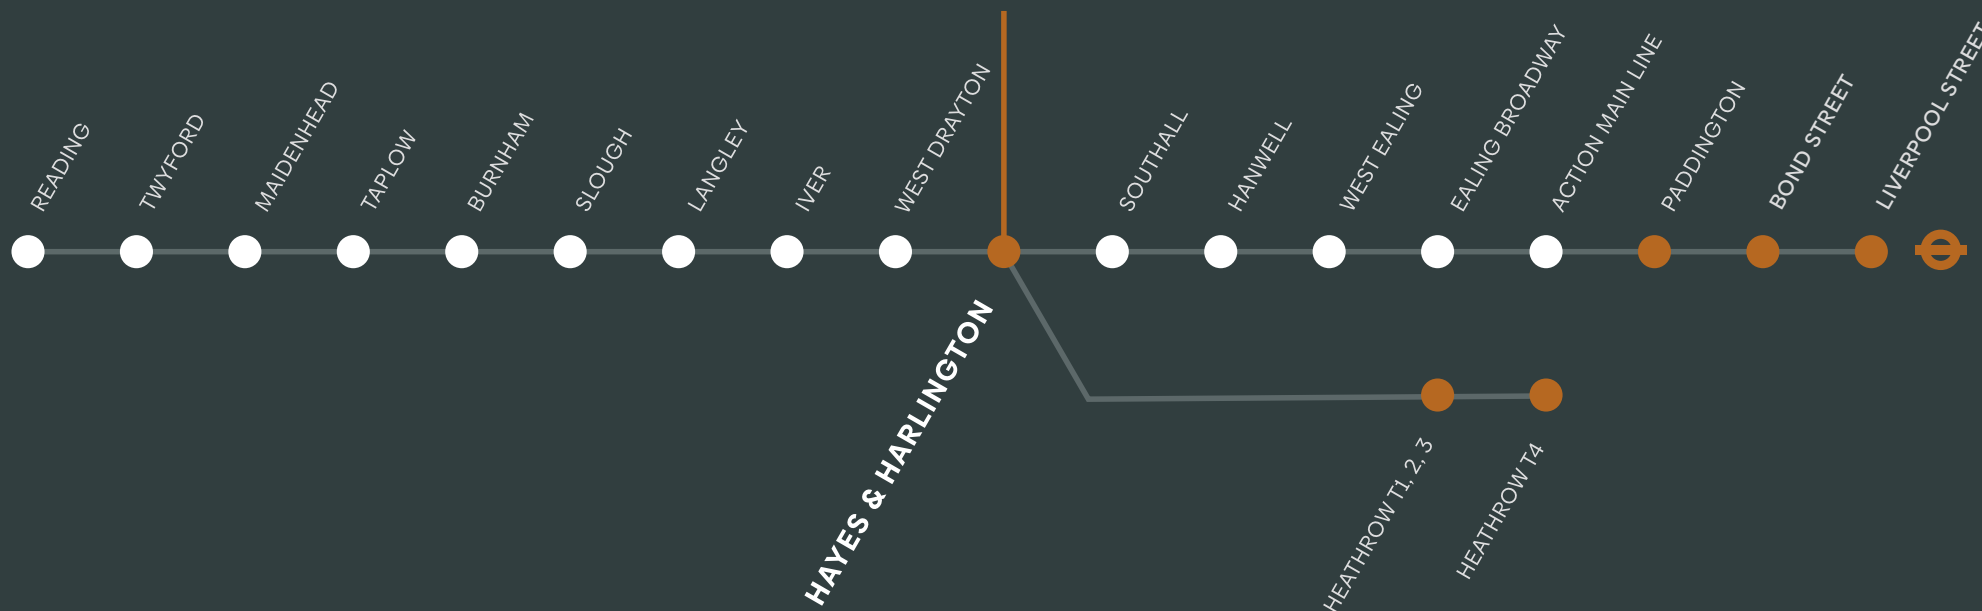 READING
TWYFORD
MAIDENHEAD
TAPLOW
BURNHAM
SLOUGH
LANGLEY
IVER
WEST DRAYTON
HAYES & HARLINGTON
SOUTHALL
HANWELL
WEST EALING
EALING BROADWAY
ACTION MAIN LINE
PADDINGTON
BOND STREET
LIVERPOOL STREET
HEATHROW T1, 2, 3
HEATHROW T4